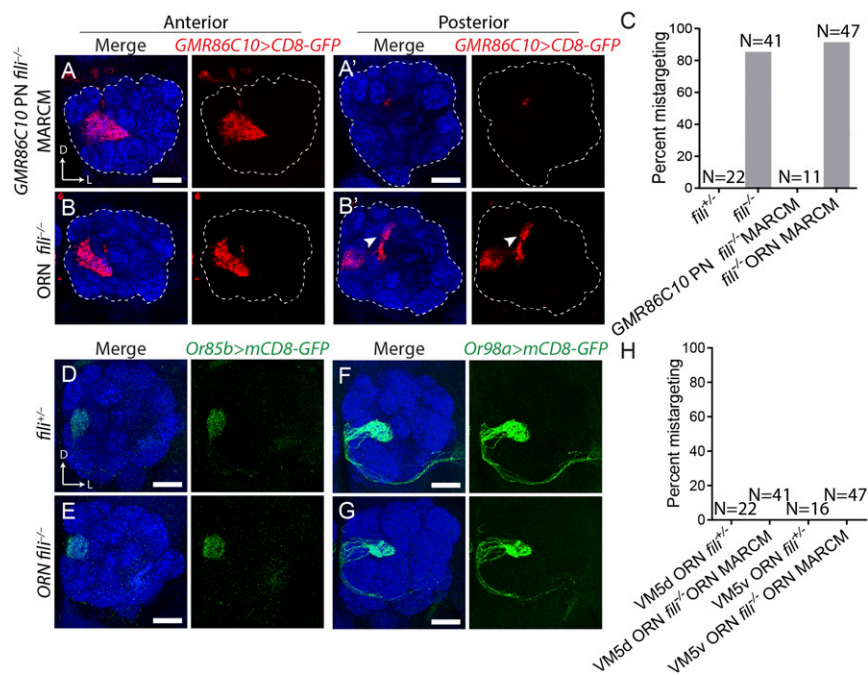 Anterior
Posterior
Merge
GMR86C10>CD8-GFP
Merge
GMR86C10>CD8-GFP
GMR86C10 PN fili-/-
MARCM
A
D
L
A'
ORN fili-/-
B
B'
C
Percent mistargeting
100
80
60
40
20
0
N=22
N=41
N=11
N=47
fili+/-
fili-/-
GMR86C10 PN fili-/- MARCM
fili-/- ORN MARCM
Merge
Or85b>mCD8-GFP
Merge
Or98a>mCD8-GFP
fili+/-
D
D
L
F
ORN fili-/-
E
G
H
Percent mistargeting
100
80
60
40
20
0
N=22
N=41
N=16
N=47
VM5d ORN fili+/-
VM5d ORN fili-/- ORN MARCM
VM5v ORN fili+/-
VM5v ORN fili-/- ORN MARCM